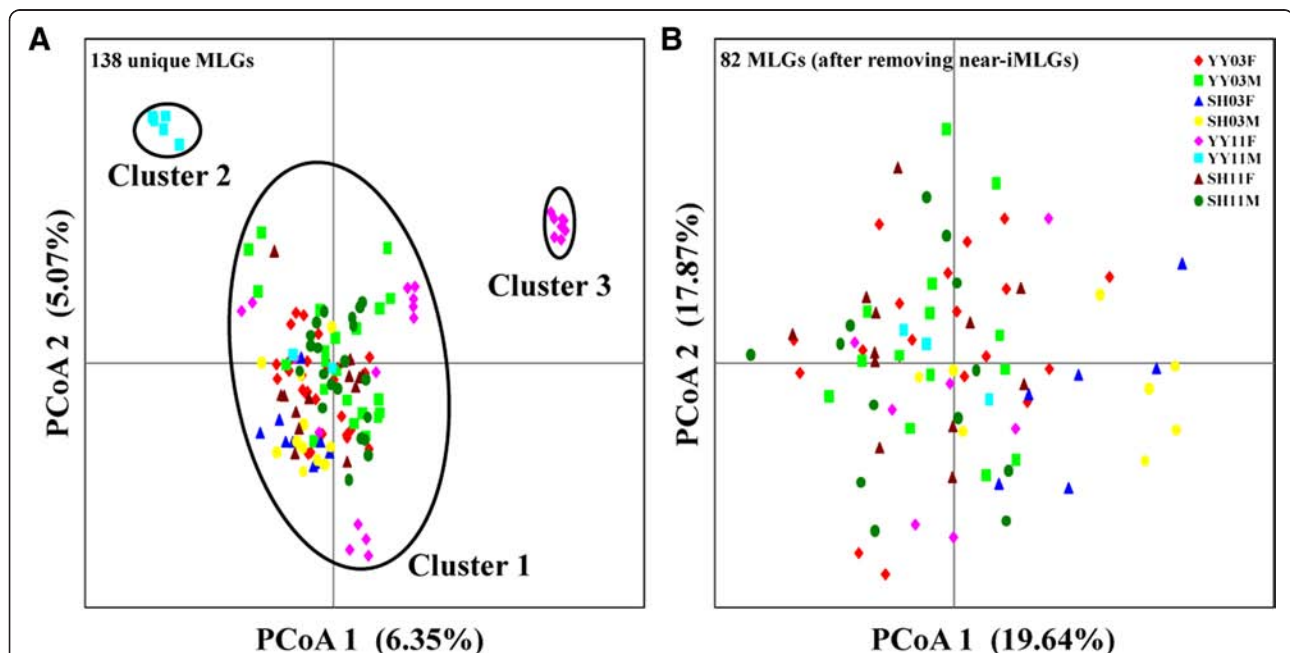 A
138 unique MLGs
Cluster 2
Cluster 3
Cluster 1
PCoA 2 (5.07%)
PCoA 1 (6.35%)
B
82 MLGs (after removing near-iMLGs)
YY03F
YY03M
SH03F
SH03M
YY11F
YY11M
SH11F
SH11M
PCoA 2 (17.87%)
PCoA 1 (19.64%)